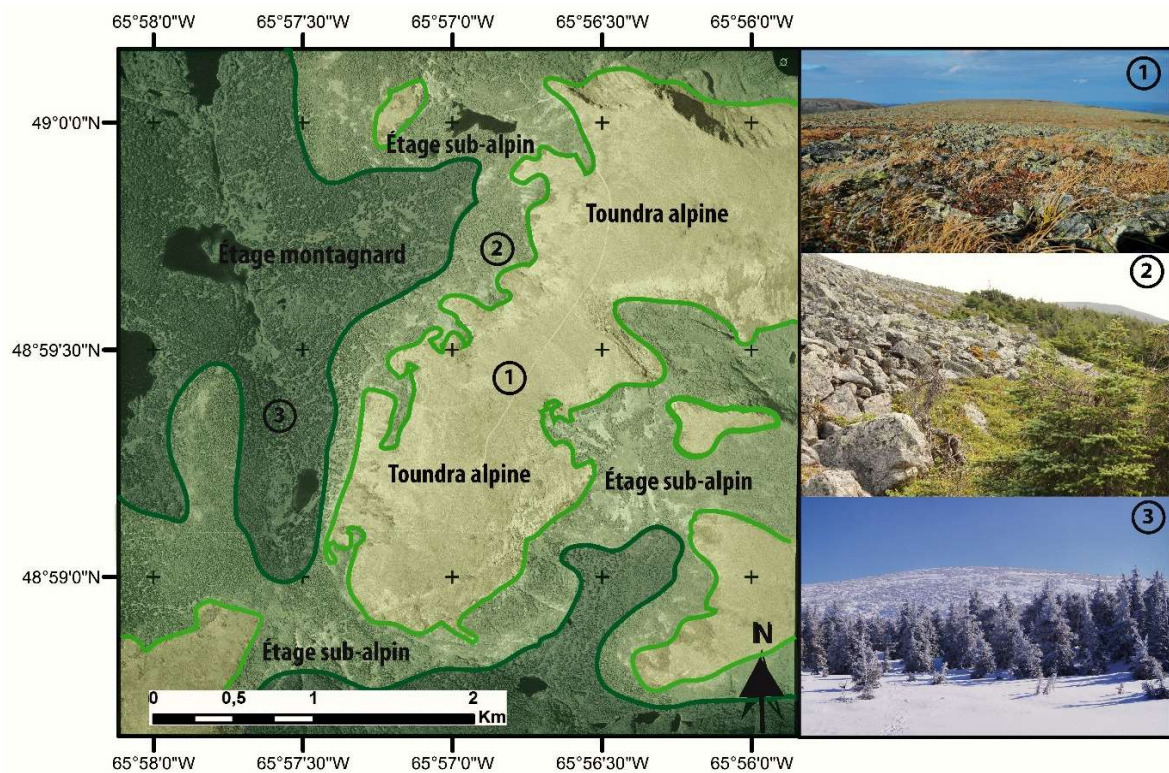 65°58'0"W 65°57'30"W 65°57'0"W 65°56'30"W 65°56'0"W
1
49°0'0"N
Étage sub-alpin
Toundra alpine
2
Étage montagnard
2
48°59'30"N
1
3
Toundra alpine
Étage sub-alpin
3
48°59'0"N
N
Étage sub-alpin
0 0,5 1 2
Km
65°58'0"W 65°57'30"W 65°57'0"W 65°56'30"W 65°56'0"W